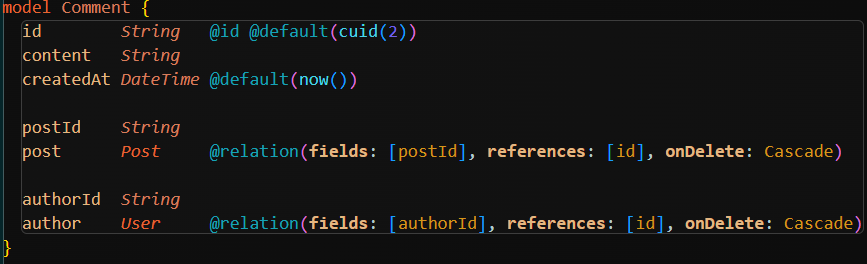 model Comment {
id String @id @default(cuid(2))
content String
createdAt DateTime @default(now())
postId String
post Post @relation(fields: [postId], references: [id], onDelete: Cascade)
authorId String
author User @relation(fields: [authorId], references: [id], onDelete: Cascade)
}